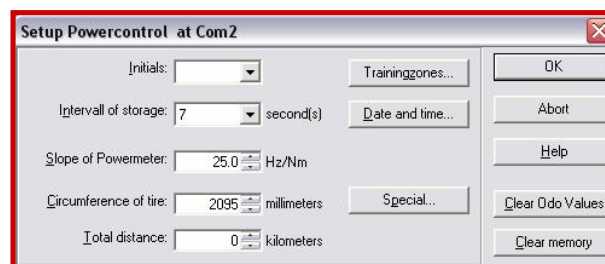 Setup Powercontrol at Com2
Initials:
Trainingzones...
OK
Intervall of storage: 7 second(s)
Date and time...
Abort
Slope of Powermeter: 25.0 Hz/Nm
Help
Circumference of tire: 2095 millimeters
Special...
Clear Odo Values
Total distance: 0 kilometers
Clear memory